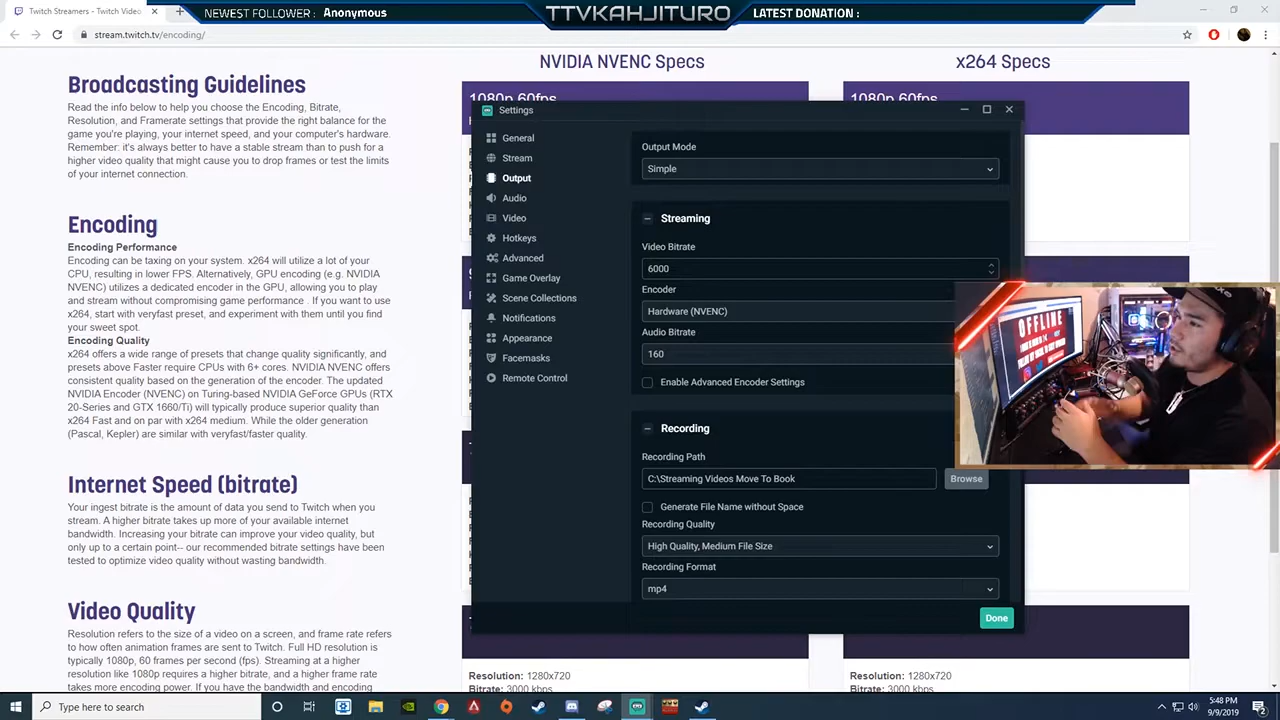 Twitch Streamers - Twitch Video
NEWEST FOLLOWER : Anonymous
TTVKAHJITURO
LATEST DONATION :
stream.twitch.tv/encoding/
Broadcasting Guidelines
Read the info below to help you choose the Encoding, Bitrate,
Resolution, and Framerate settings that provide the right balance for the
game you're playing, your internet speed, and your computer's hardware.
Remember: it's always better to have a stable stream than to push for a
higher video quality that might cause you to drop frames or test the limits
of your internet connection.
Encoding
Encoding Performance
Encoding can be taxing on your system. x264 will utilize a lot of your
CPU, resulting in lower FPS. Alternatively, GPU encoding (e.g. NVIDIA
NVENC) utilizes a dedicated encoder in the GPU, allowing you to play
and stream without compromising game performance . If you want to use
x264, start with veryfast preset, and experiment with them until you find
your sweet spot.
Encoding Quality
x264 offers a wide range of presets that change quality significantly, and
presets above Faster require CPUs with 6+ cores. NVIDIA NVENC offers
consistent quality based on the generation of the encoder. The updated
NVIDIA Encoder (NVENC) on Turing-based NVIDIA GeForce GPUs (RTX
20-Series and GTX 1660/Ti) will typically produce superior quality than
x264 Fast and on par with x264 medium. While the older generation
(Pascal, Kepler) are similar with veryfast/faster quality.
Internet Speed (bitrate)
Your ingest bitrate is the amount of data you send to Twitch when you
stream. A higher bitrate takes up more of your available internet
bandwidth. Increasing your bitrate can improve your video quality, but
only up to a certain point-- our recommended bitrate settings have been
tested to optimize video quality without wasting bandwidth.
Video Quality
Resolution refers to the size of a video on a screen, and frame rate refers
to how often animation frames are sent to Twitch. Full HD resolution is
typically 1080p, 60 frames per second (fps). Streaming at a higher
resolution like 1080p requires a higher bitrate, and a higher frame rate
takes more encoding power. If you have the bandwidth and encoding
NVIDIA NVENC Specs
1080p 60fps
x264 Specs
1080p 60fps
Settings
General
Stream
Output
Audio
Video
Hotkeys
Advanced
Game Overlay
Scene Collections
Notifications
Appearance
Facemasks
Remote Control
Output Mode
Simple
Streaming
Video Bitrate
6000
Encoder
Hardware (NVENC)
Audio Bitrate
160
Enable Advanced Encoder Settings
Recording
Recording Path
C:\Streaming Videos Move To Book
Browse
Generate File Name without Space
Recording Quality
High Quality, Medium File Size
Recording Format
mp4
Done
OFFLINE
Resolution: 1280x720
Bitrate: 3000 kbps
Resolution: 1280x720
Bitrate: 3000 kbps
Type here to search
5:48 PM
9/9/2019
2